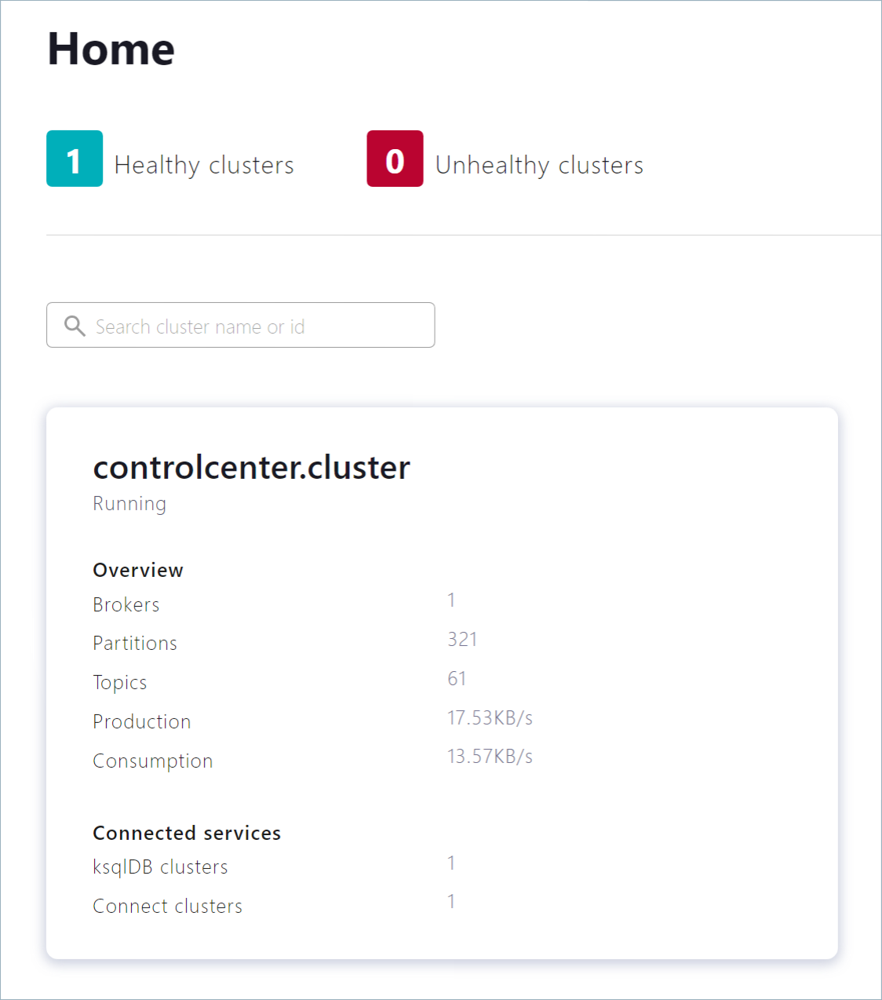 Home
1 Healthy clusters 0 Unhealthy clusters
Search cluster name or id
controlcenter.cluster
Running
Overview
Brokers 1
Partitions 321
Topics 61
Production 17.53KB/s
Consumption 13.57KB/s
Connected services
ksqlDB clusters 1
Connect clusters 1